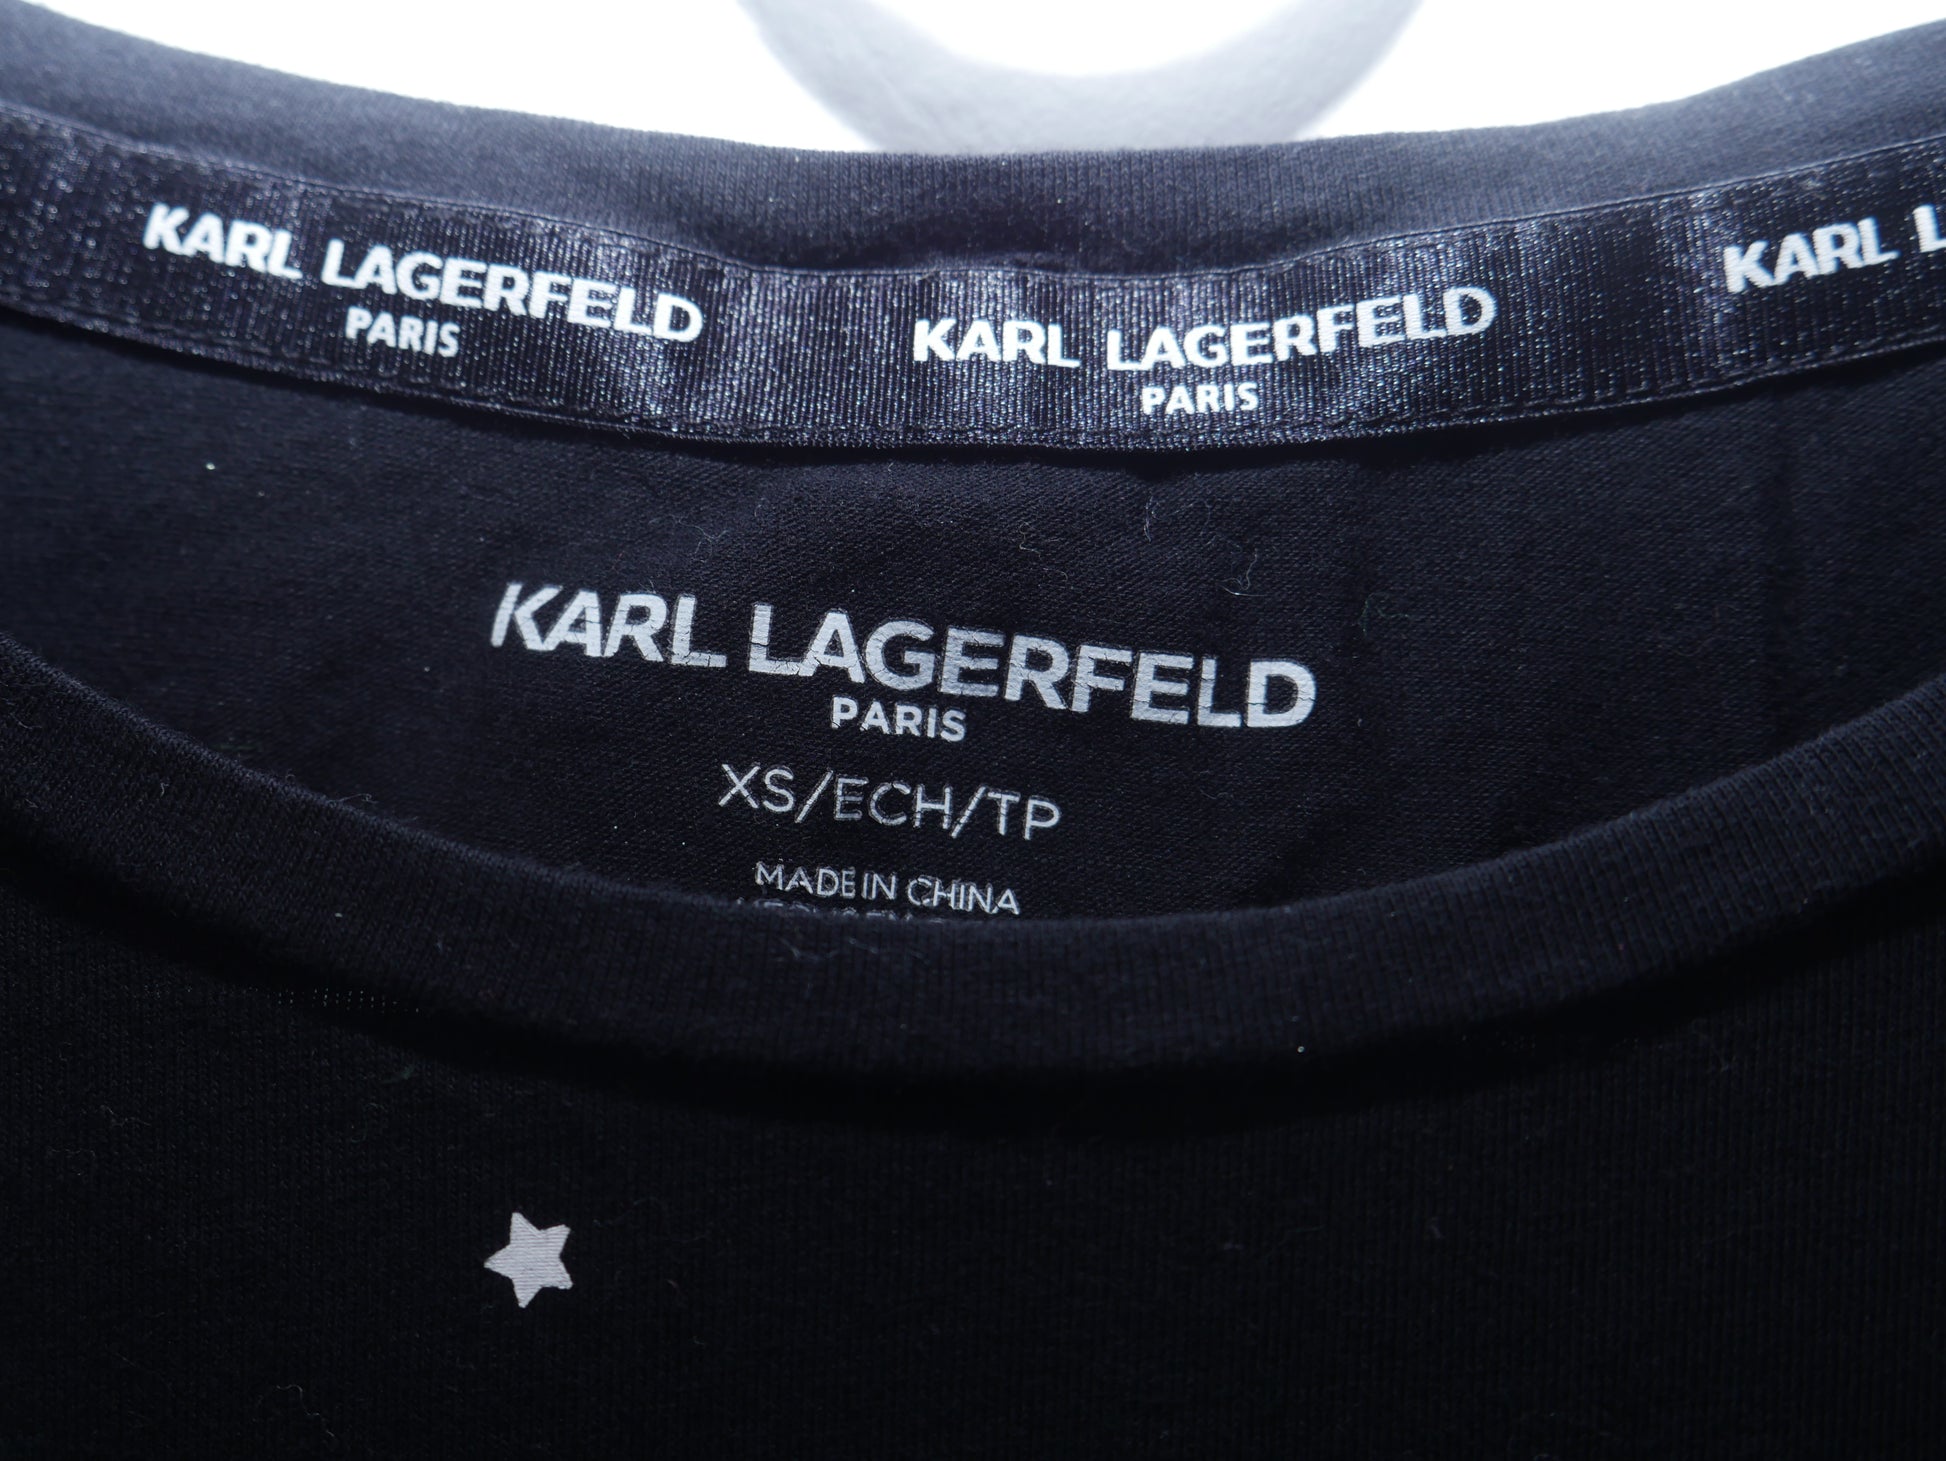 KARL LAGERFELD
PARIS
KARL LAGERFELD
PARIS
KARL L
KARL LAGERFELD
PARIS
XS/ECH/TP
MADE IN CHINA